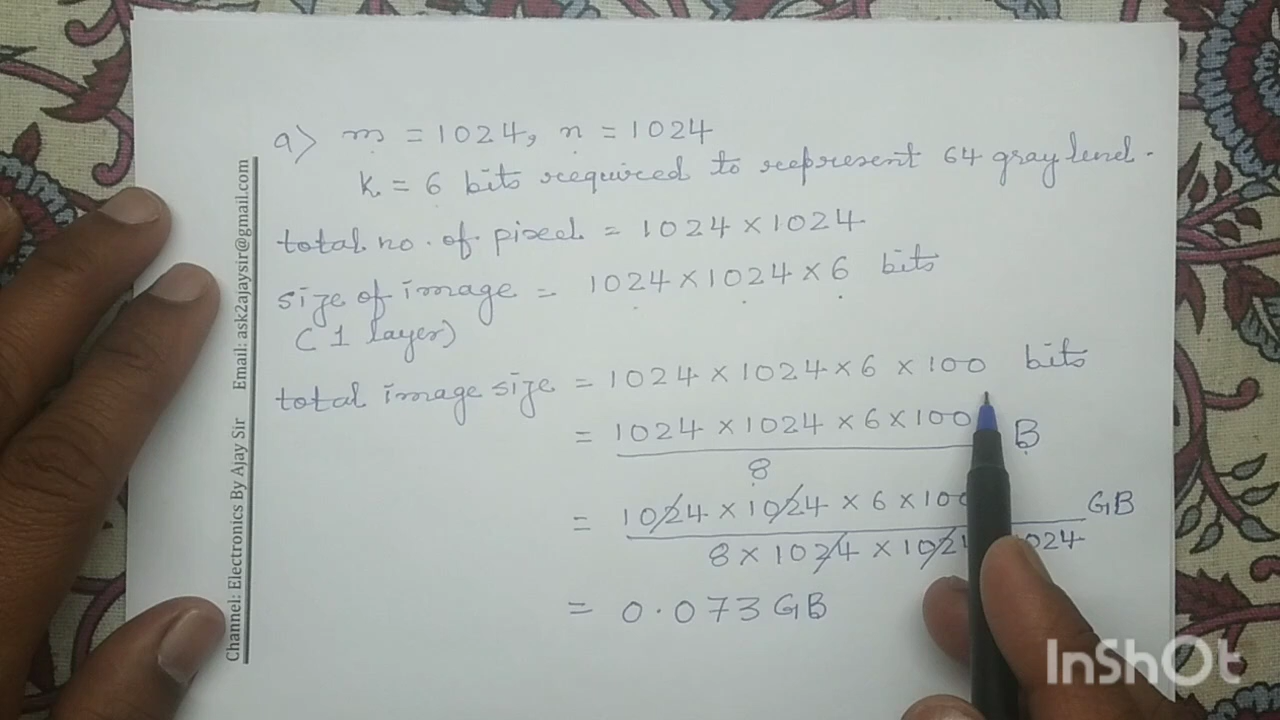 a) m = 1024, n = 1024
K = 6 bits required to represent 64 gray level.
total no. of pixel = 1024 × 1024
size of image = 1024 × 1024 × 6 bits
( 1 layer)
total image size = 1024 × 1024 × 6 × 100 bits
= 1024 × 1024 × 6 × 100 B
8
= 1024 × 1024 × 6 × 100 GB
8 × 1024 × 1024 1024
= 0.073 GB
Channel: Electronics By Ajay Sir Email: ask2ajaysir@gmail.com
InShOt